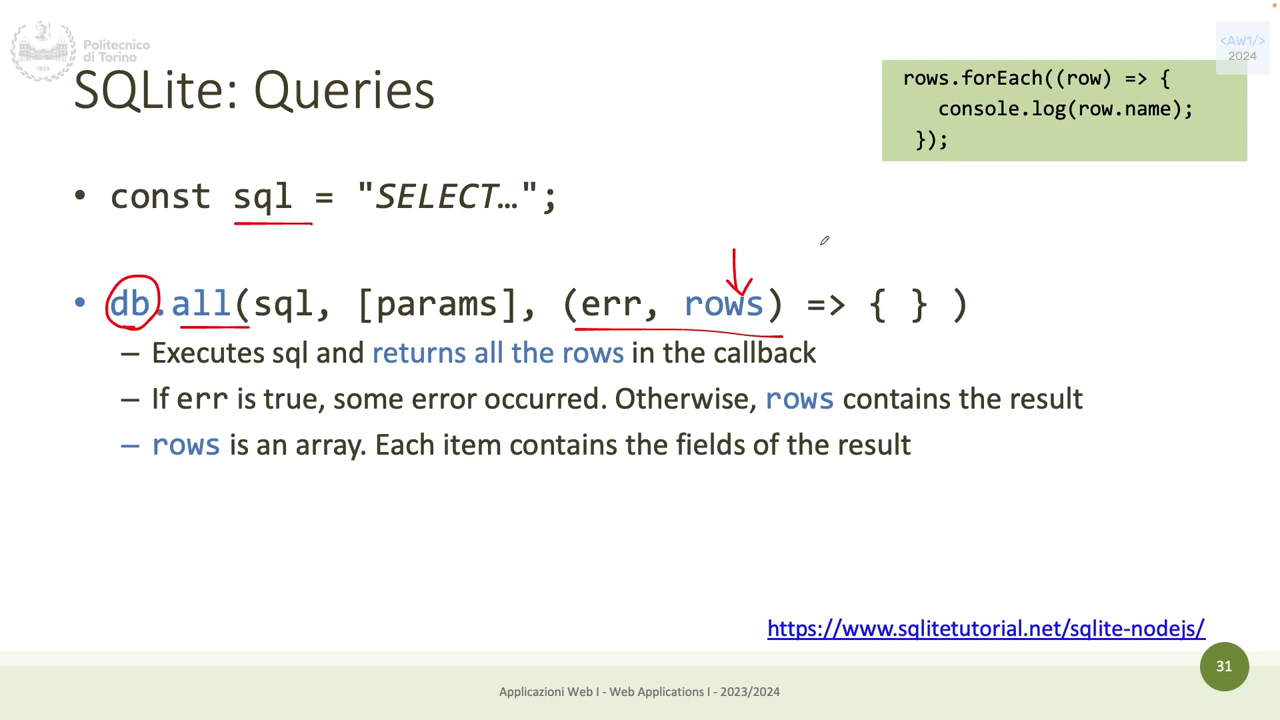 Politecnico
di Torino
1859
<AW1/>
2024
SQLite: Queries
rows.forEach((row) => {
console.log(row.name);
});
• const sql = "SELECT…";
• db.all(sql, [params], (err, rows) => { } )
– Executes sql and returns all the rows in the callback
– If err is true, some error occurred. Otherwise, rows contains the result
– rows is an array. Each item contains the fields of the result
https://www.sqlitetutorial.net/sqlite-nodejs/
31
Applicazioni Web I - Web Applications I - 2023/2024